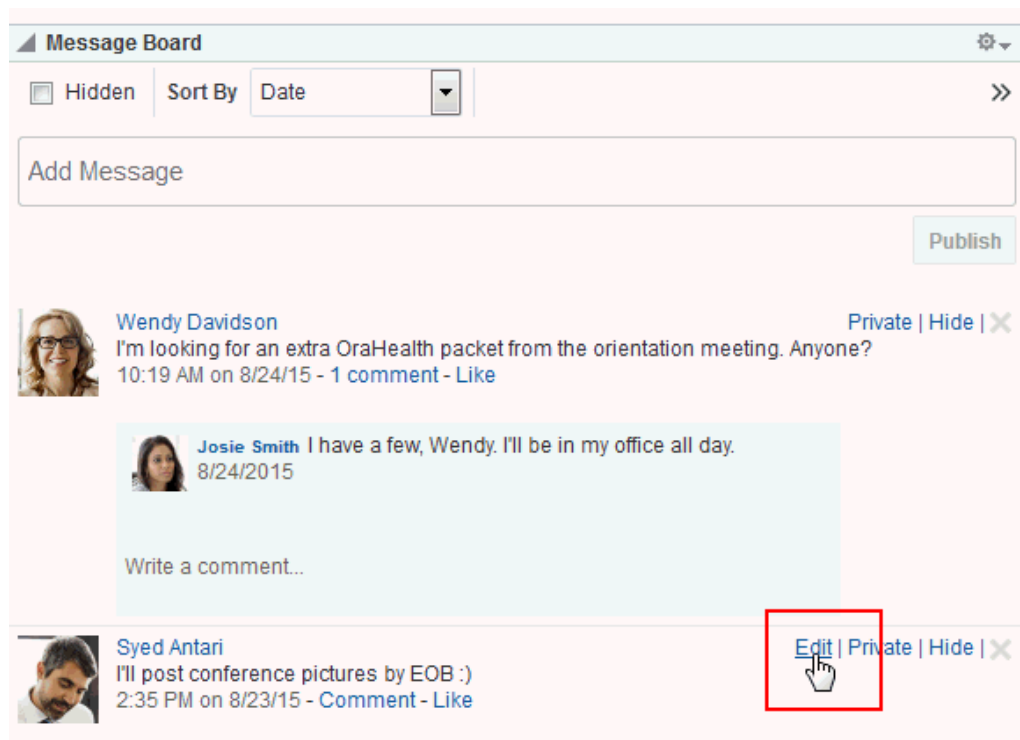 Message Board
Hidden Sort By Date
Add Message
Publish
Wendy Davidson Private | Hide |
I'm looking for an extra OraHealth packet from the orientation meeting. Anyone?
10:19 AM on 8/24/15 - 1 comment - Like
Josie Smith I have a few, Wendy. I'll be in my office all day.
8/24/2015
Write a comment...
Syed Antari Edit | Private | Hide |
I'll post conference pictures by EOB :)
2:35 PM on 8/23/15 - Comment - Like